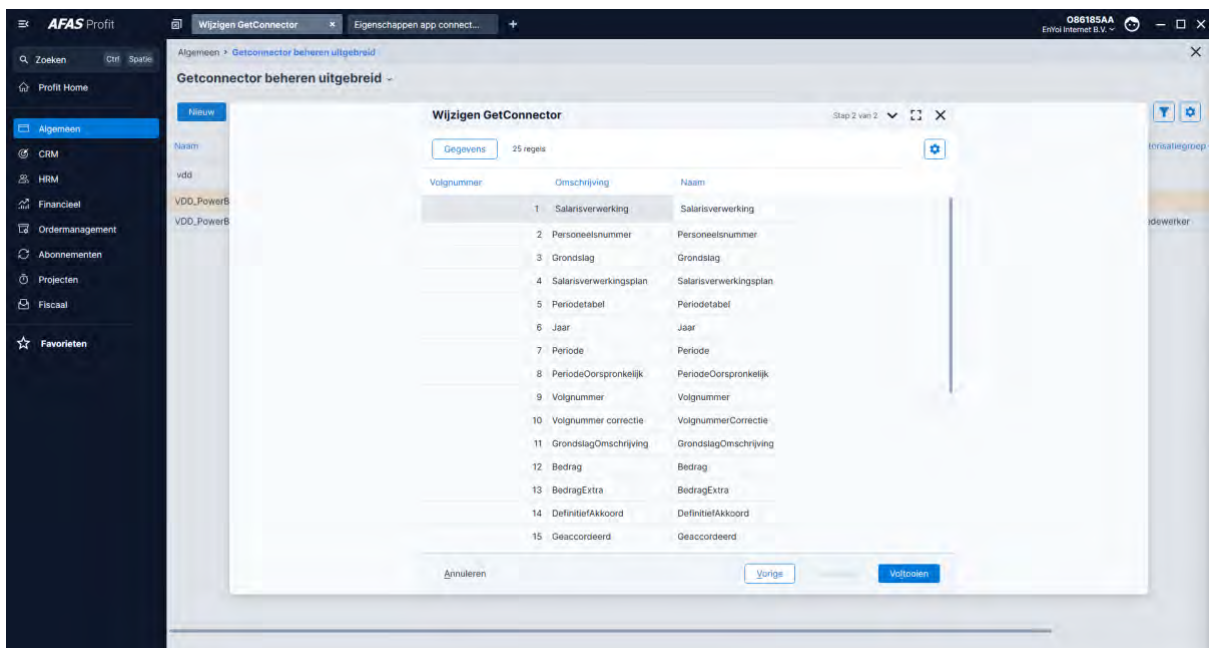 AFAS Profit
Wijzigen GetConnector ×
Eigenschappen app connect... +
O86185AA
EnYoi Internet B.V.
Zoeken Ctrl Spatie
Profit Home
Algemeen
CRM
HRM
Financieel
Ordermanagement
Abonnementen
Projecten
Fiscaal
Favorieten
Algemeen > Getconnector beheren uitgebreid
Getconnector beheren uitgebreid
Nieuw
Naam
vdd
VDD_PowerB
VDD_PowerB
torisatiegroep
edewerker
Wijzigen GetConnector Stap 2 van 2
Gegevens 25 regels
Volgnummer Omschrijving Naam
1 Salarisverwerking Salarisverwerking
2 Personeelsnummer Personeelsnummer
3 Grondslag Grondslag
4 Salarisverwerkingsplan Salarisverwerkingsplan
5 Periodetabel Periodetabel
6 Jaar Jaar
7 Periode Periode
8 PeriodeOorspronkelijk PeriodeOorspronkelijk
9 Volgnummer Volgnummer
10 Volgnummer correctie VolgnummerCorrectie
11 GrondslagOmschrijving GrondslagOmschrijving
12 Bedrag Bedrag
13 BedragExtra BedragExtra
14 DefinitiefAkkoord DefinitiefAkkoord
15 Geaccordeerd Geaccordeerd
Annuleren Vorige Voltooien